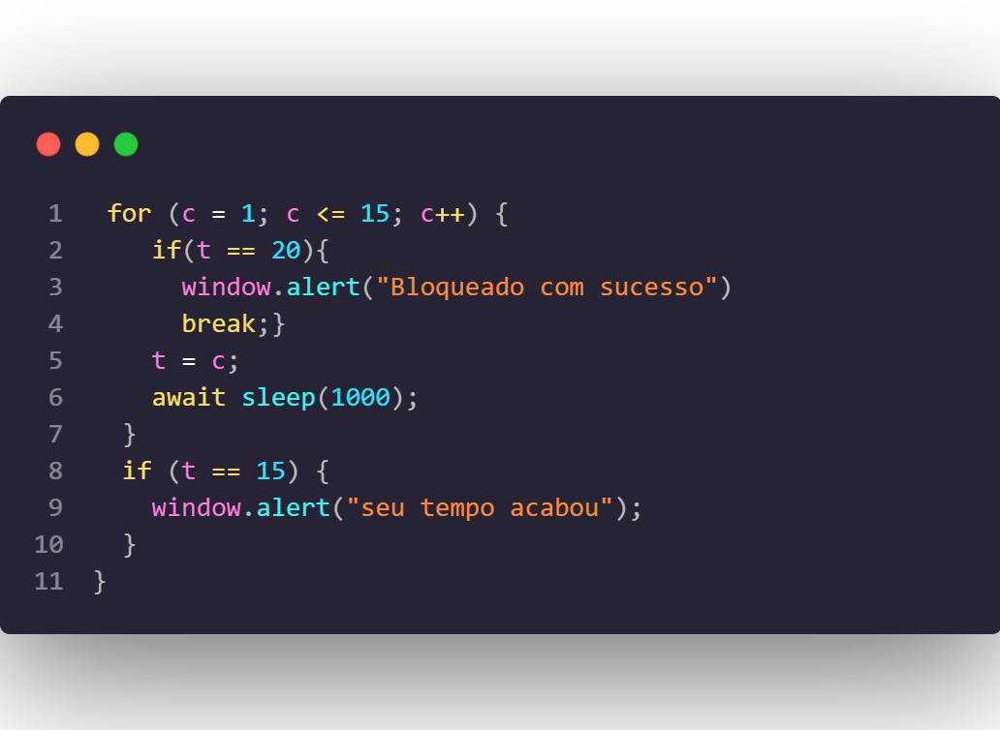 1 for (c = 1; c <= 15; c++) {
2 if(t == 20){
3 window.alert("Bloqueado com sucesso")
4 break;}
5 t = c;
6 await sleep(1000);
7 }
8 if (t == 15) {
9 window.alert("seu tempo acabou");
10 }
11 }